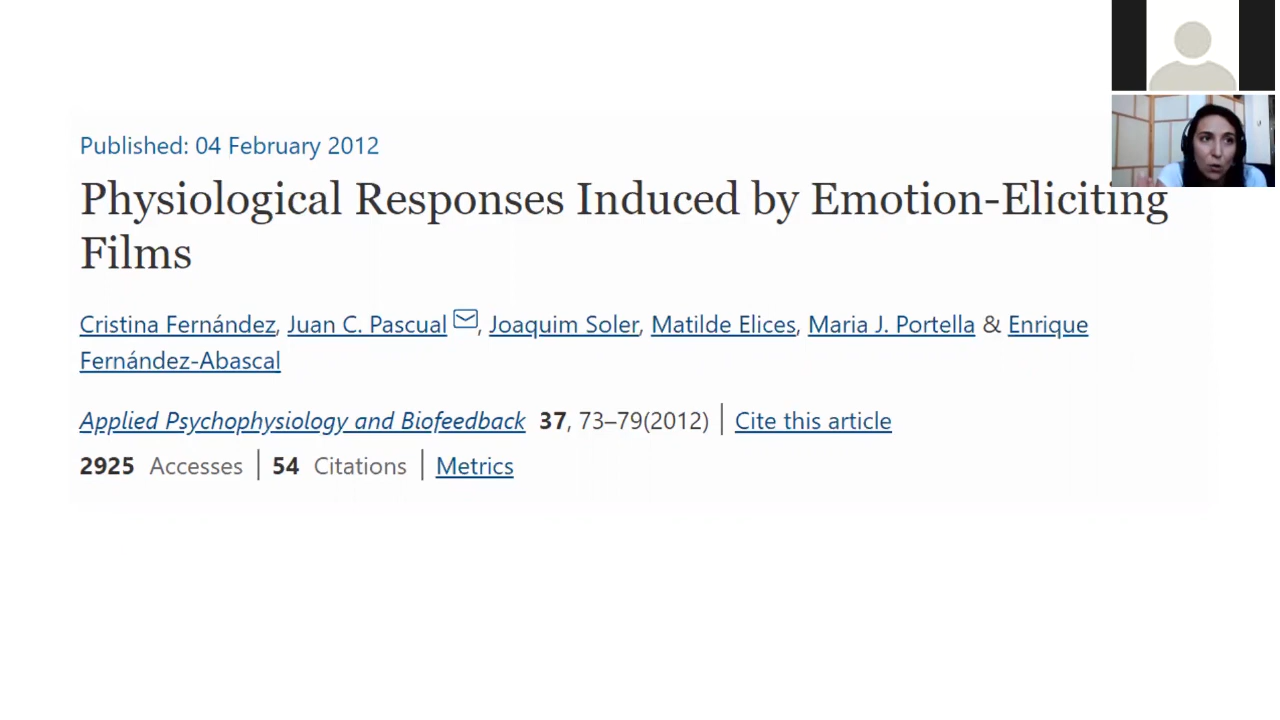 Published: 04 February 2012
Physiological Responses Induced by Emotion-Eliciting
Films
Cristina Fernández, Juan C. Pascual, Joaquim Soler, Matilde Elices, Maria J. Portella & Enrique
Fernández-Abascal
Applied Psychophysiology and Biofeedback 37, 73–79(2012) | Cite this article
2925 Accesses | 54 Citations | Metrics